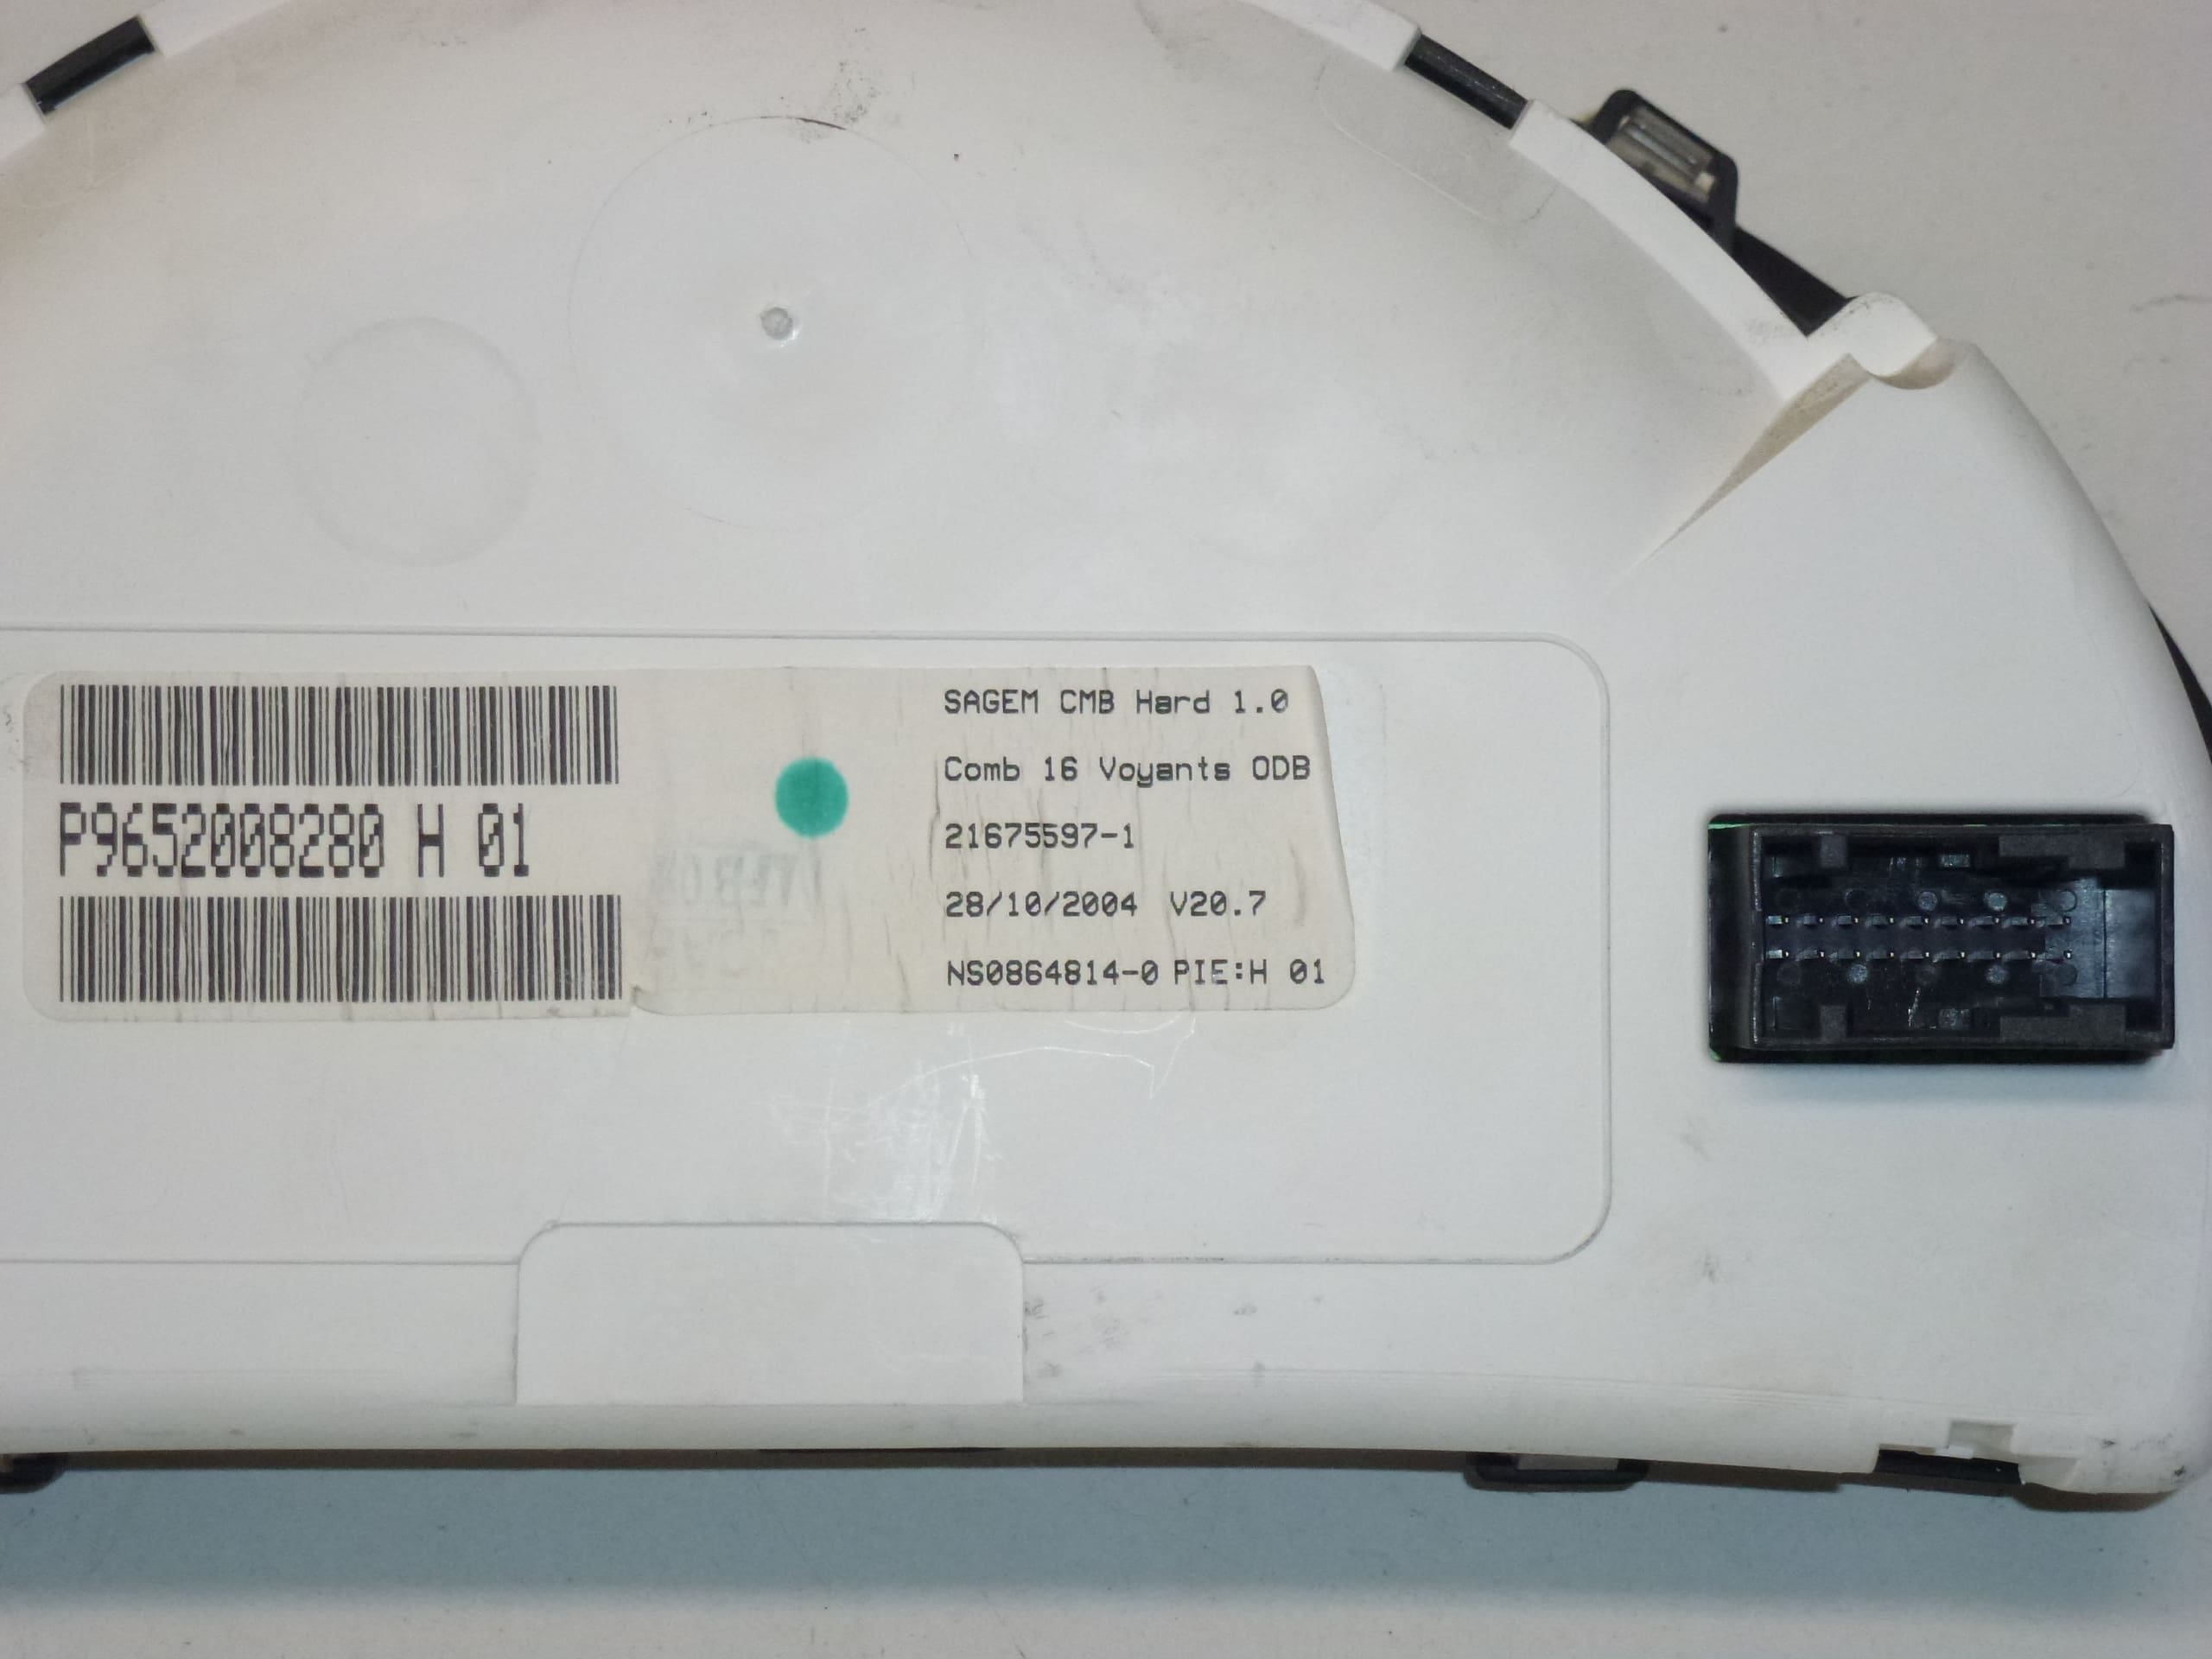 P9652008280 H 01
SAGEM CMB Hard 1.0
Comb 16 Voyants ODB
21675597-1
28/10/2004 V20.7
NS0864814-0 PIE:H 01